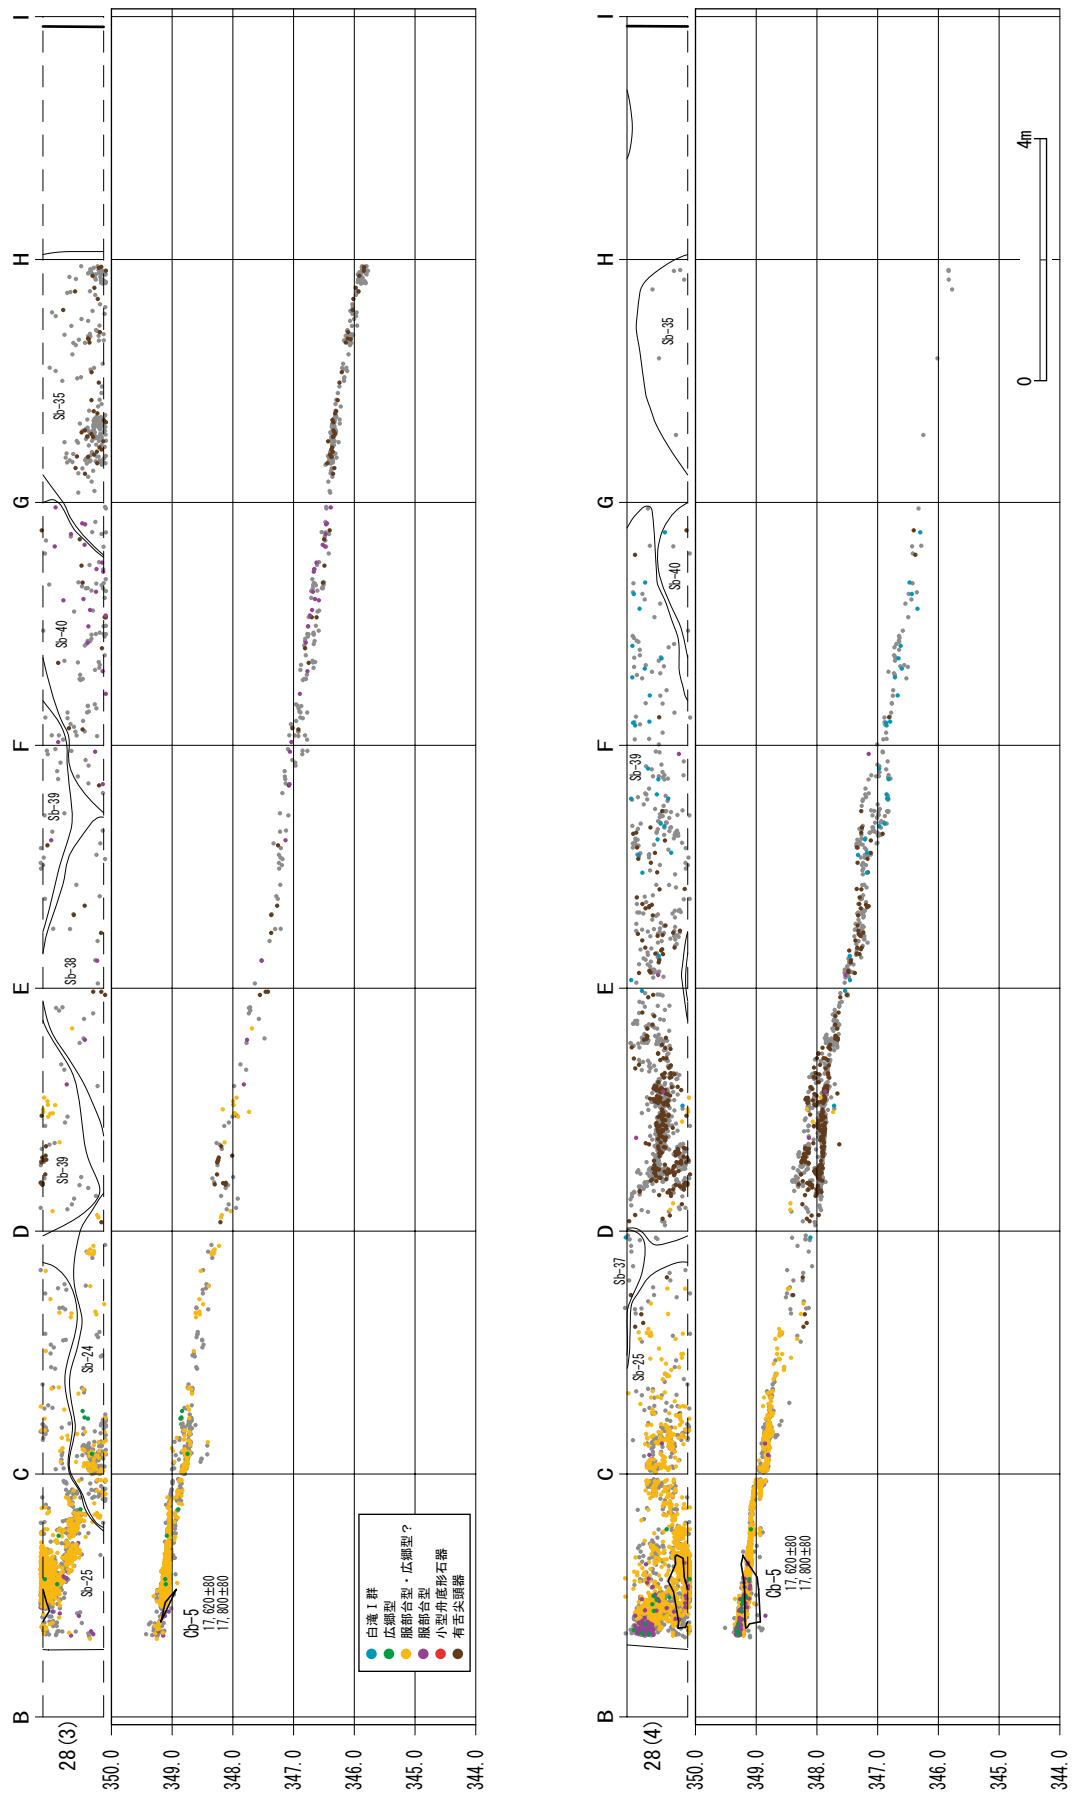 28(3)
B
C
D
E
F
G
H
I
Sb-25
Sb-24
Sb-39
Sb-38
Sb-39
Sb-40
Sb-35
350.0
349.0
348.0
347.0
346.0
345.0
344.0
Cb-5
17,620±80
17,800±80
白滝Ⅰ群
広郷型
服部台型・広郷型?
服部台型
小型舟底形石器
有舌尖頭器
28(4)
B
C
D
E
F
G
H
I
Sb-25
Sb-37
Sb-39
Sb-40
Sb-35
350.0
349.0
348.0
347.0
346.0
345.0
344.0
Cb-5
17,620±80
17,800±80
0
4m